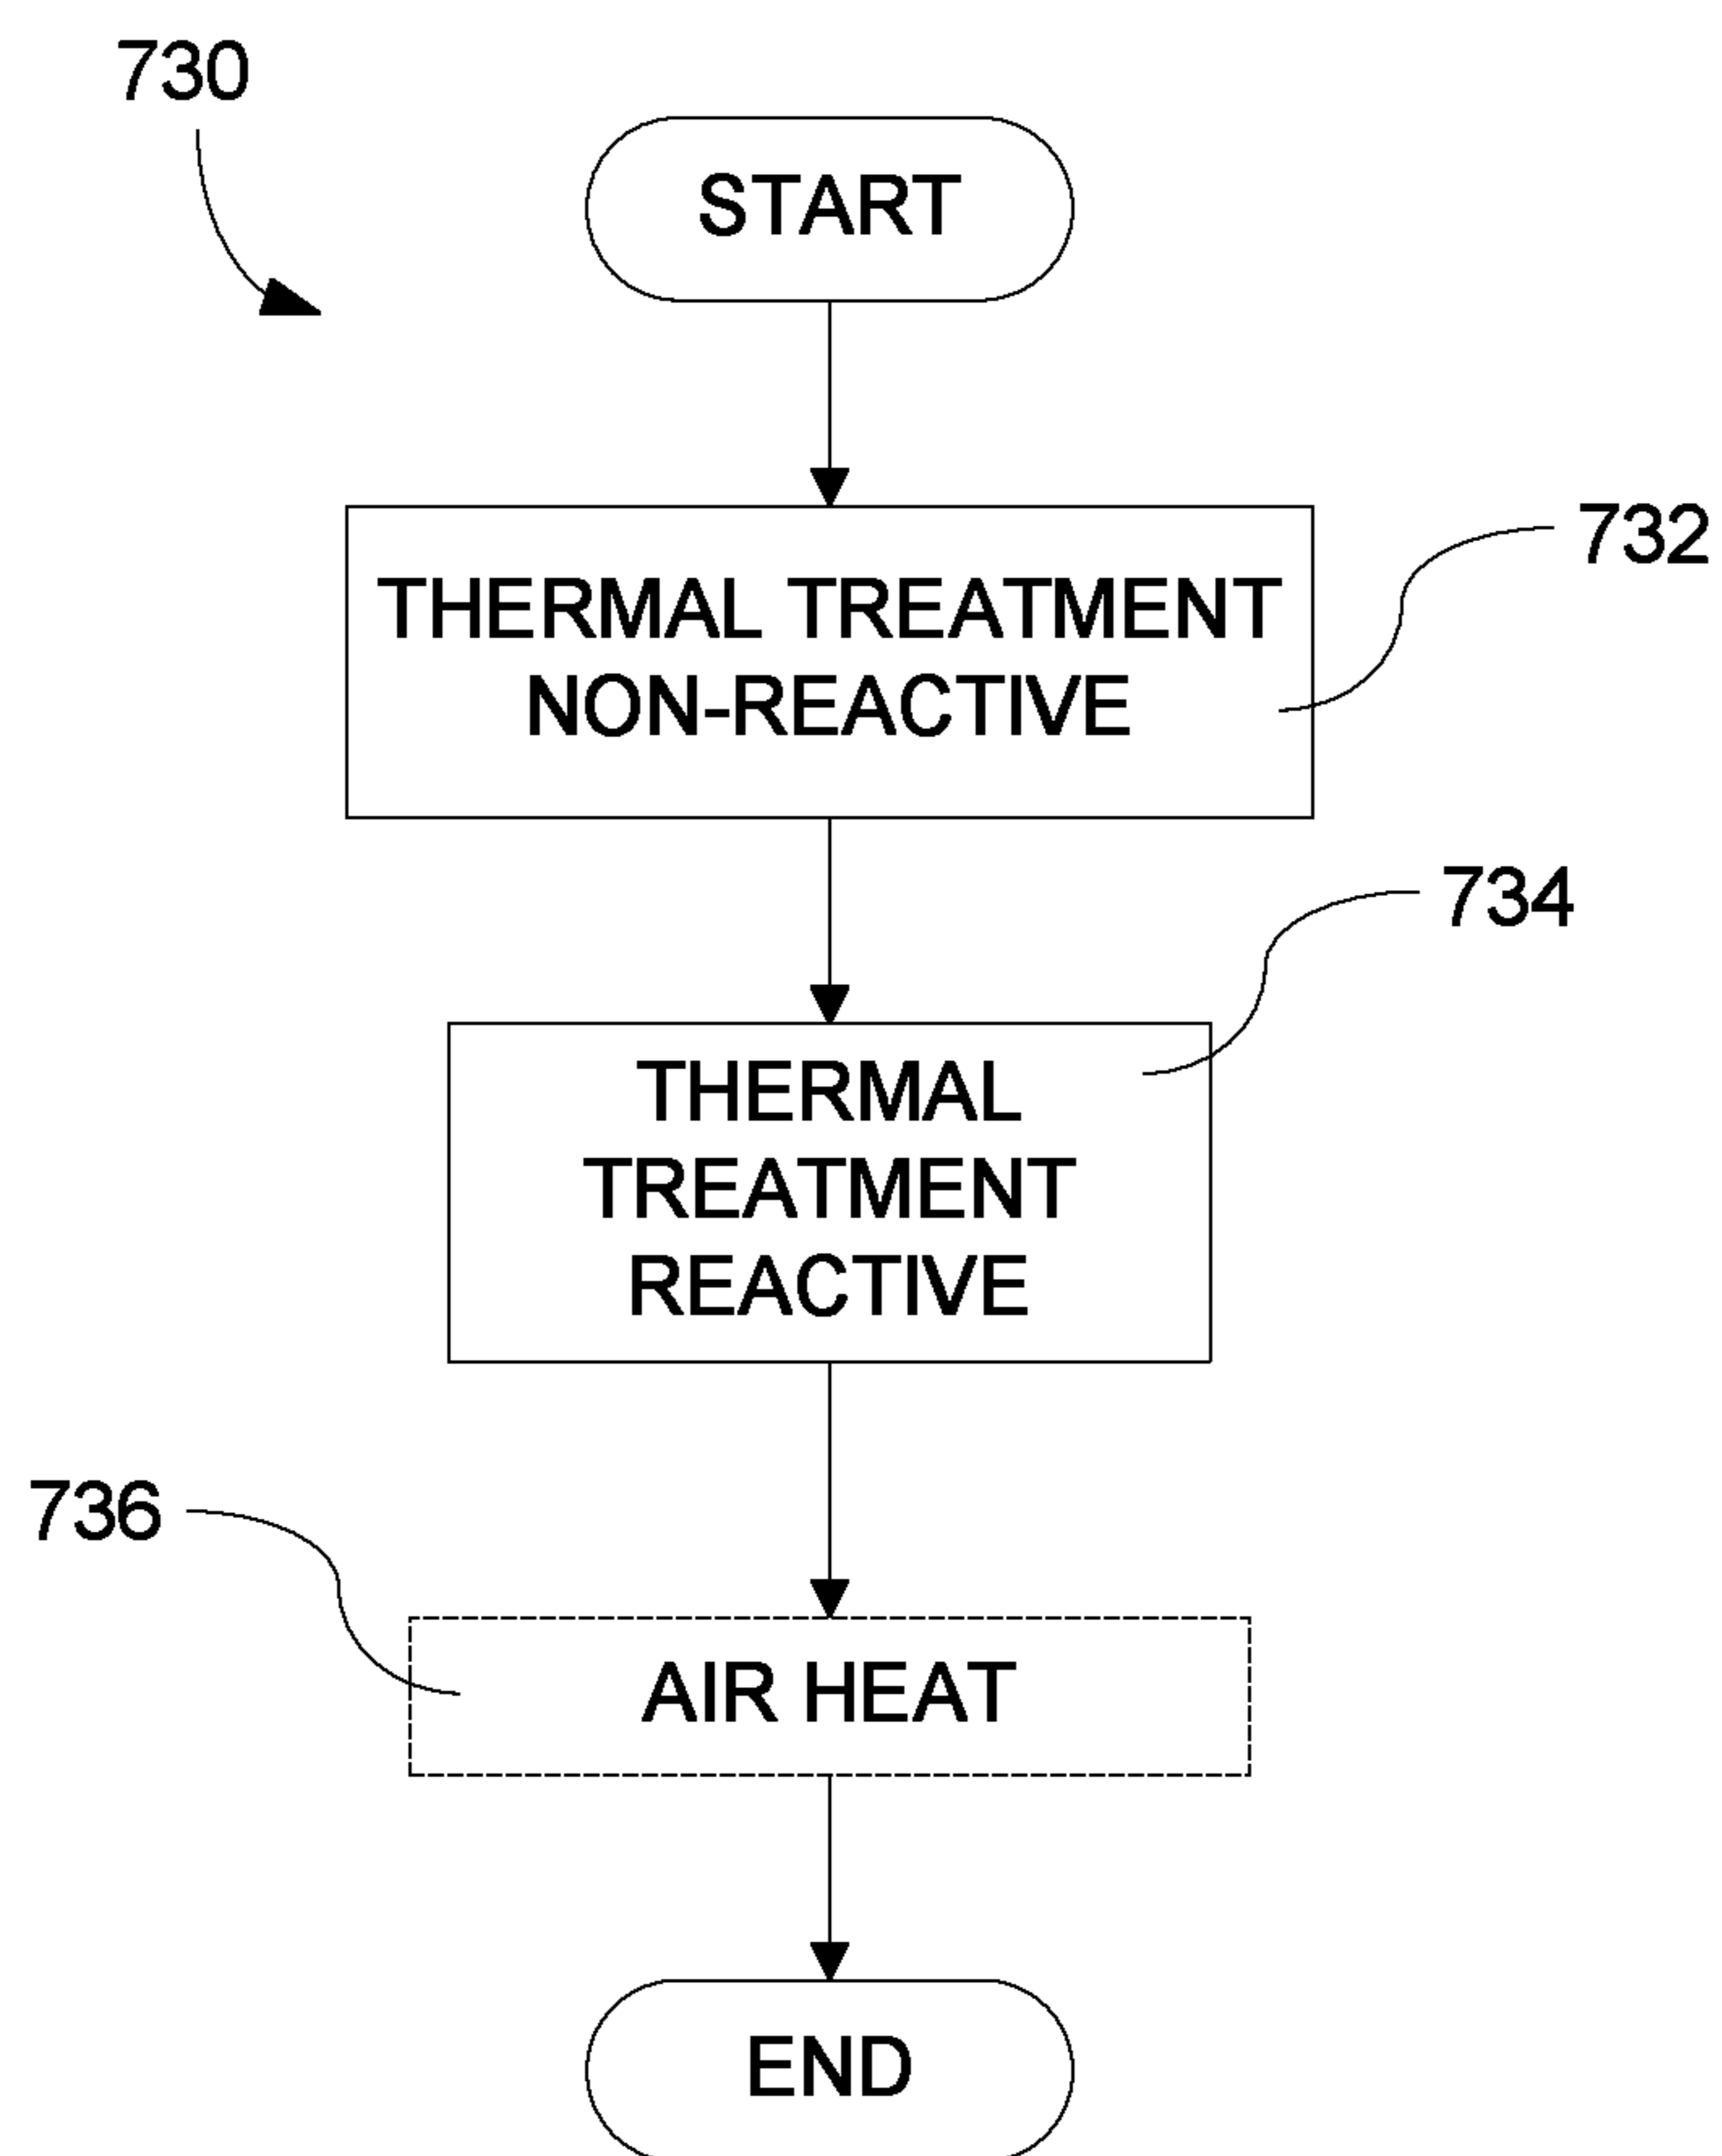 730
START
732
THERMAL TREATMENT
NON-REACTIVE
734
THERMAL
TREATMENT
REACTIVE
736
AIR HEAT
END